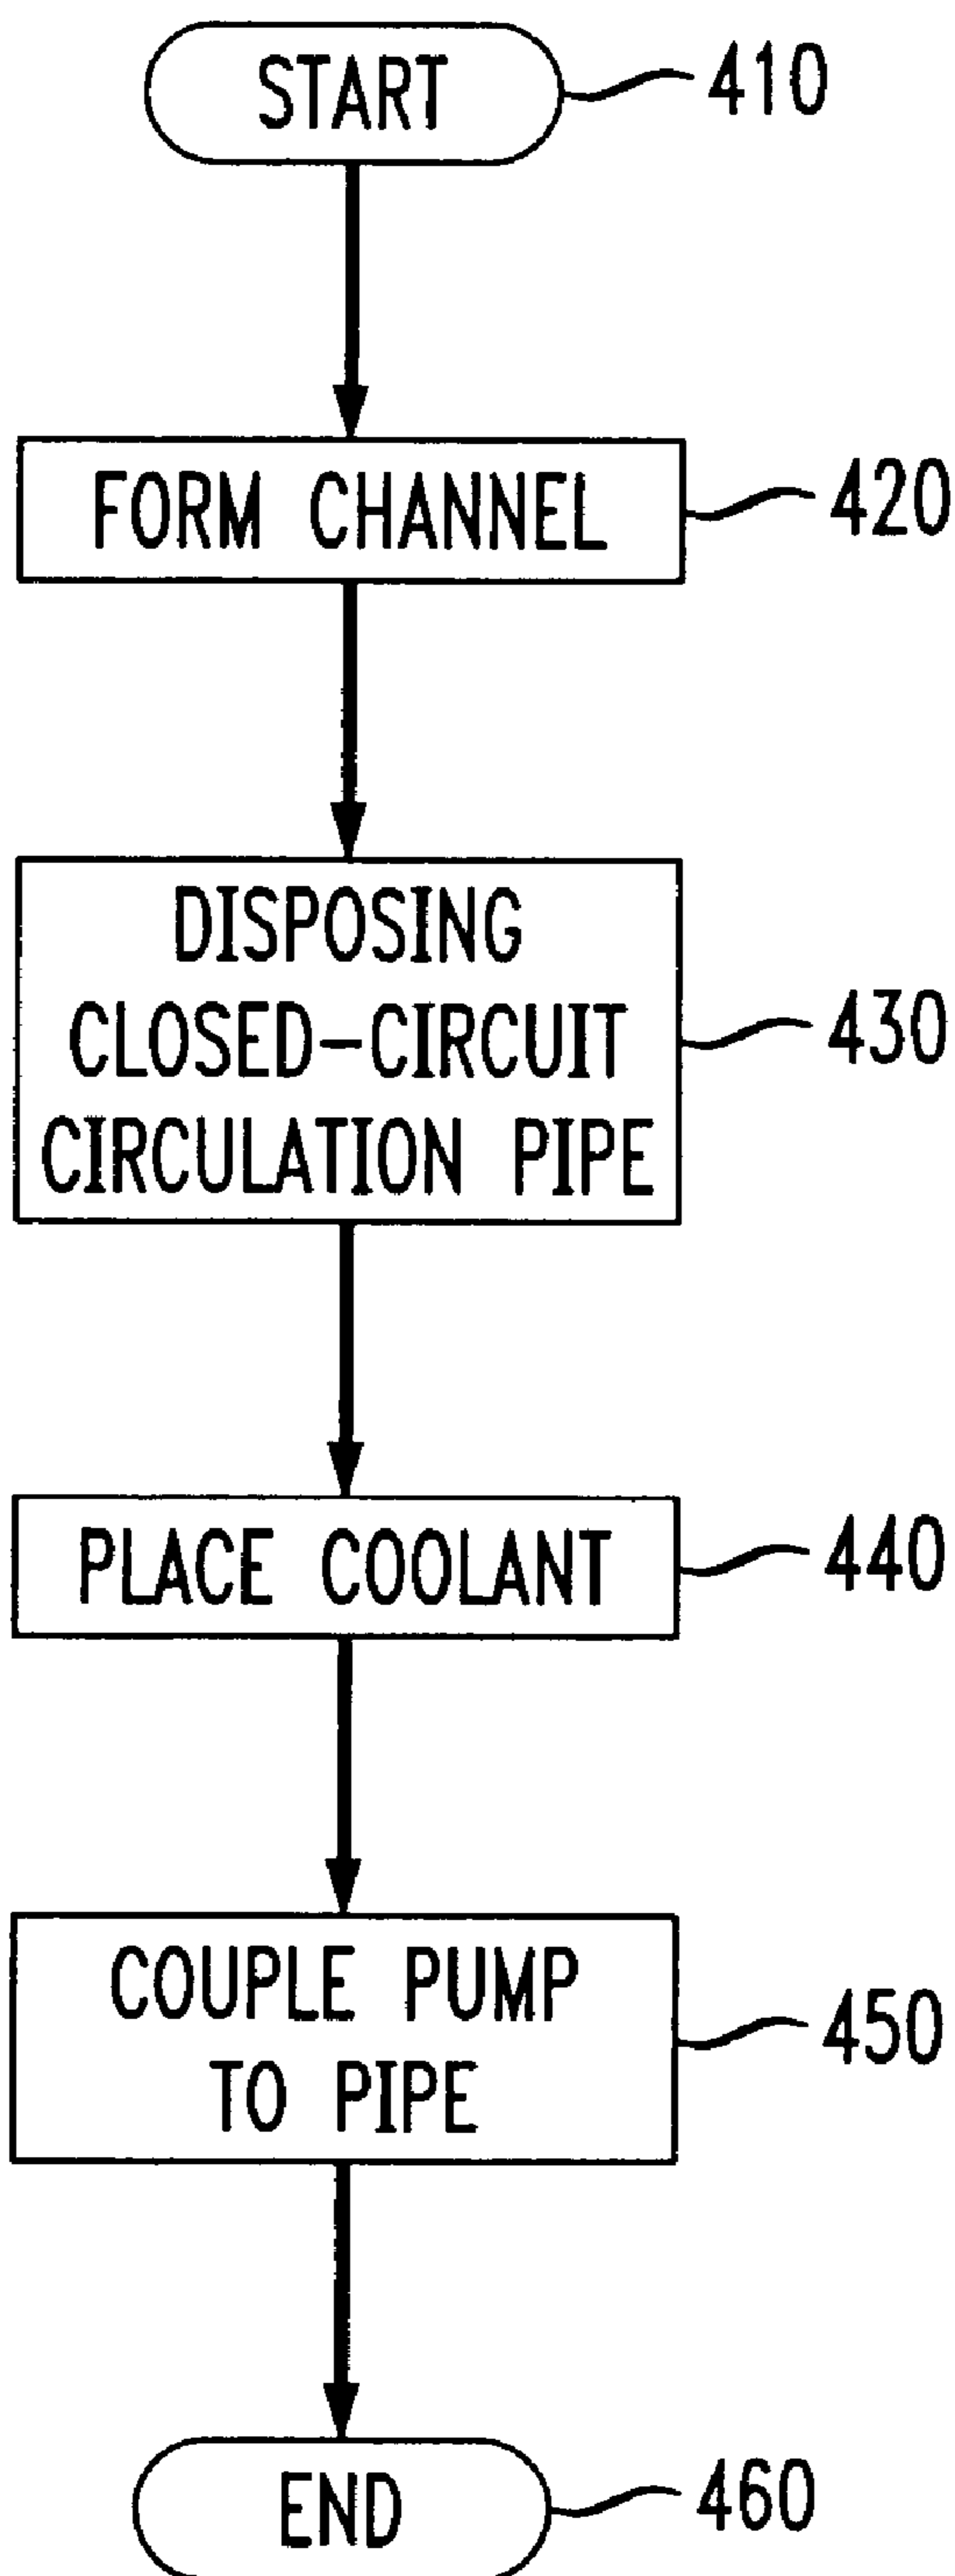 START
410
FORM CHANNEL
420
DISPOSING
CLOSED-CIRCUIT
CIRCULATION PIPE
430
PLACE COOLANT
440
COUPLE PUMP
TO PIPE
450
END
460